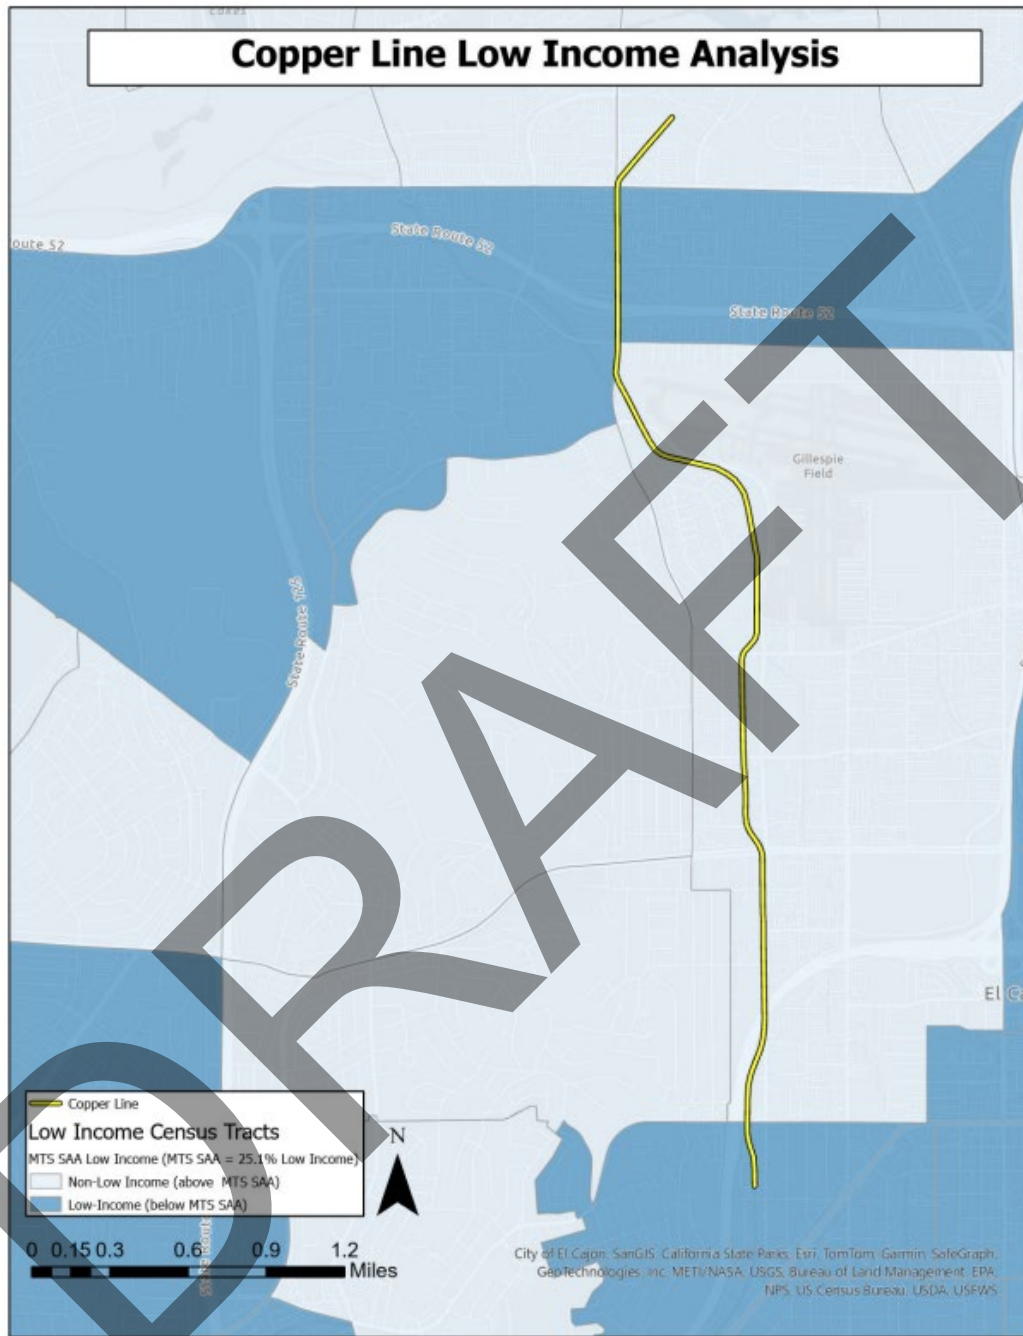 Lakes
Copper Line Low Income Analysis
oute 52
State Route 52
State Route 52
Gillespie
Field
State Route 125
El Ca
DRAFT
Copper Line
Low Income Census Tracts
MTS SAA Low Income (MTS SAA = 25.1% Low Income)
Non-Low Income (above MTS SAA)
Low-Income (below MTS SAA)
N
State Route
0 0.15 0.3 0.6 0.9 1.2
Miles
City of El Cajon, SanGIS, California State Parks, Esri, TomTom, Garmin, SafeGraph,
GeoTechnologies, Inc, METI/NASA, USGS, Bureau of Land Management, EPA,
NPS, US Census Bureau, USDA, USFWS